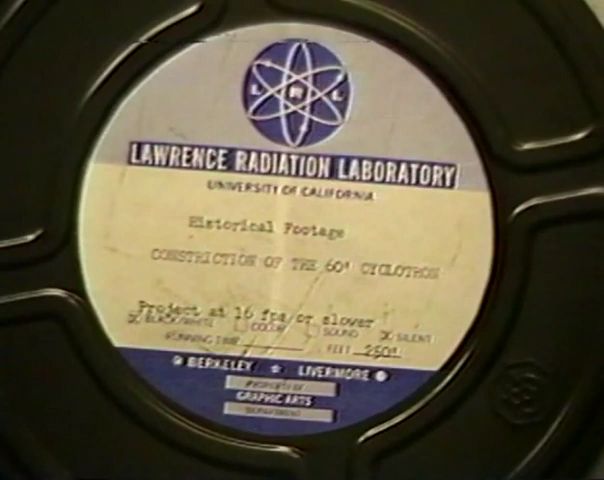 L R L
LAWRENCE RADIATION LABORATORY
UNIVERSITY OF CALIFORNIA
Historical Footage
CONSTRICTION OF THE 60" CYCLOTRON
Project at 16 fps or slower
☒ BLACK/WHITE ☐ COLOR ☐ SOUND ☒ SILENT
RUNNING TIME FEET 250'
BERKELEY ☆ LIVERMORE
PROPERTY OF
GRAPHIC ARTS
DEPARTMENT